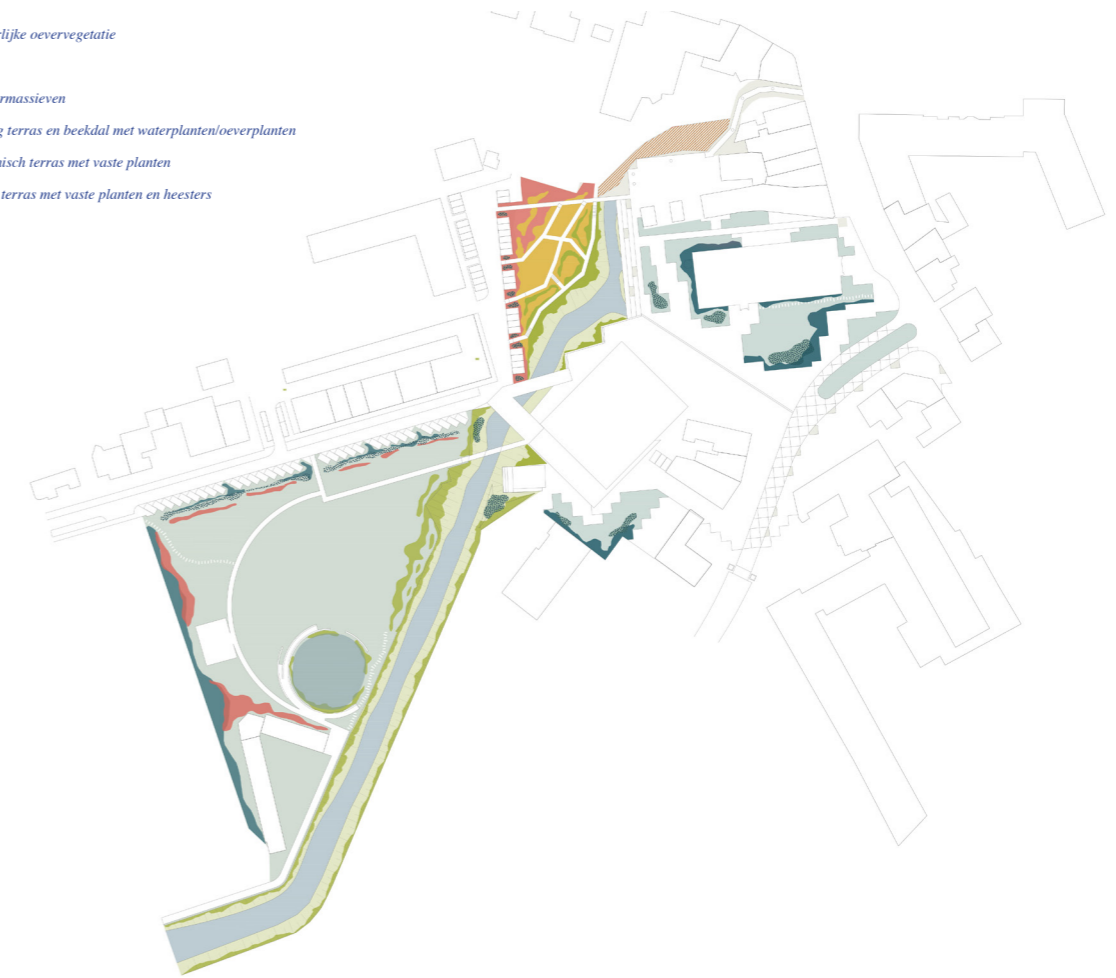 rlijke oevervegetatie
rmassieven
g terras en beekdal met waterplanten/oeverplanten
nisch terras met vaste planten
terras met vaste planten en heesters